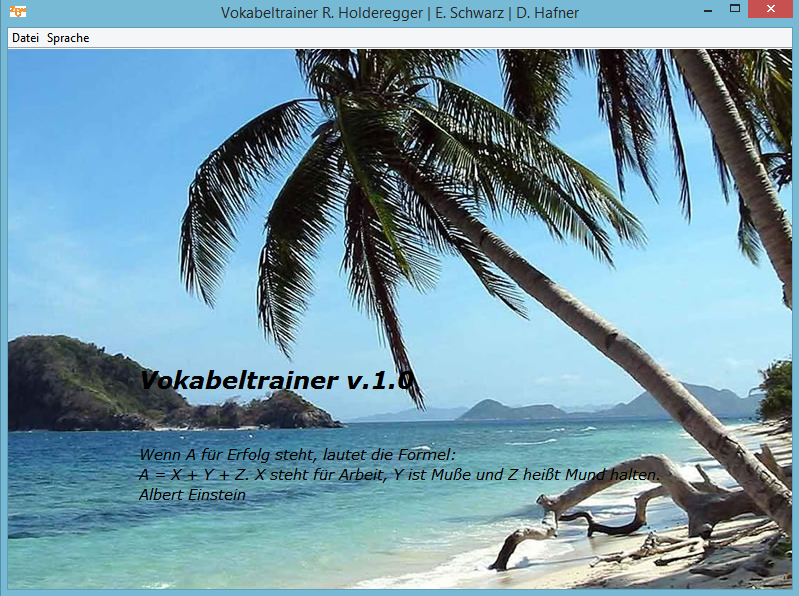 Vokabeltrainer R. Holderegger | E. Schwarz | D. Hafner
Datei Sprache
Vokabeltrainer v.1.0
Wenn A für Erfolg steht, lautet die Formel:
A = X + Y + Z. X steht für Arbeit, Y ist Muße und Z heißt Mund halten.
Albert Einstein